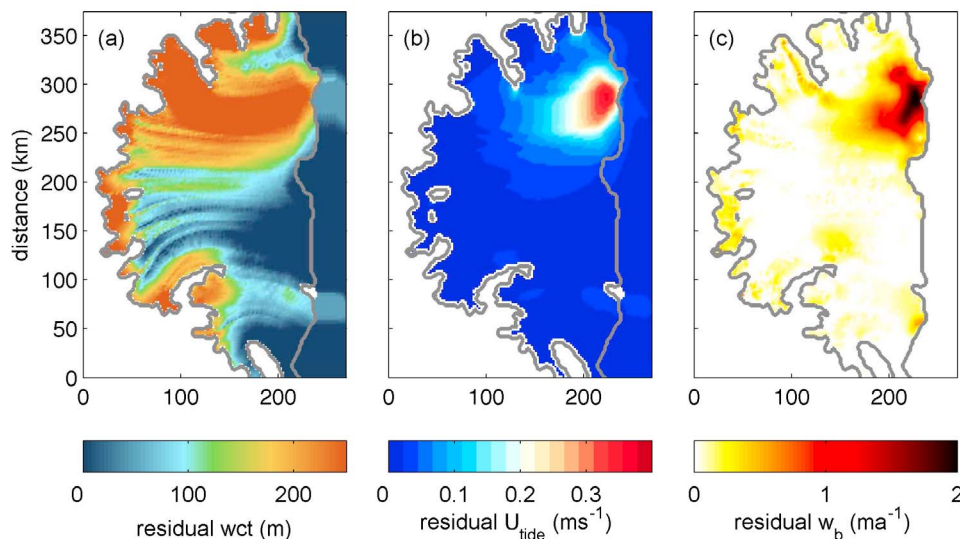 (a) (b) (c)
350
300
250
200
150
100
50
0
distance (km)
0 100 200
0 100 200
0 100 200
0 100 200
residual wct (m)
0 0.1 0.2 0.3
residual U_tide (ms⁻¹)
0 1 2
residual w_b (ma⁻¹)